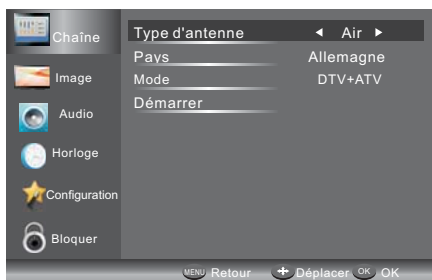 Chaîne
Image
Audio
Horloge
Configuration
Bloquer
Type d'antenne Air
Pays Allemagne
Mode DTV+ATV
Démarrer
MENU Retour Déplacer OK OK